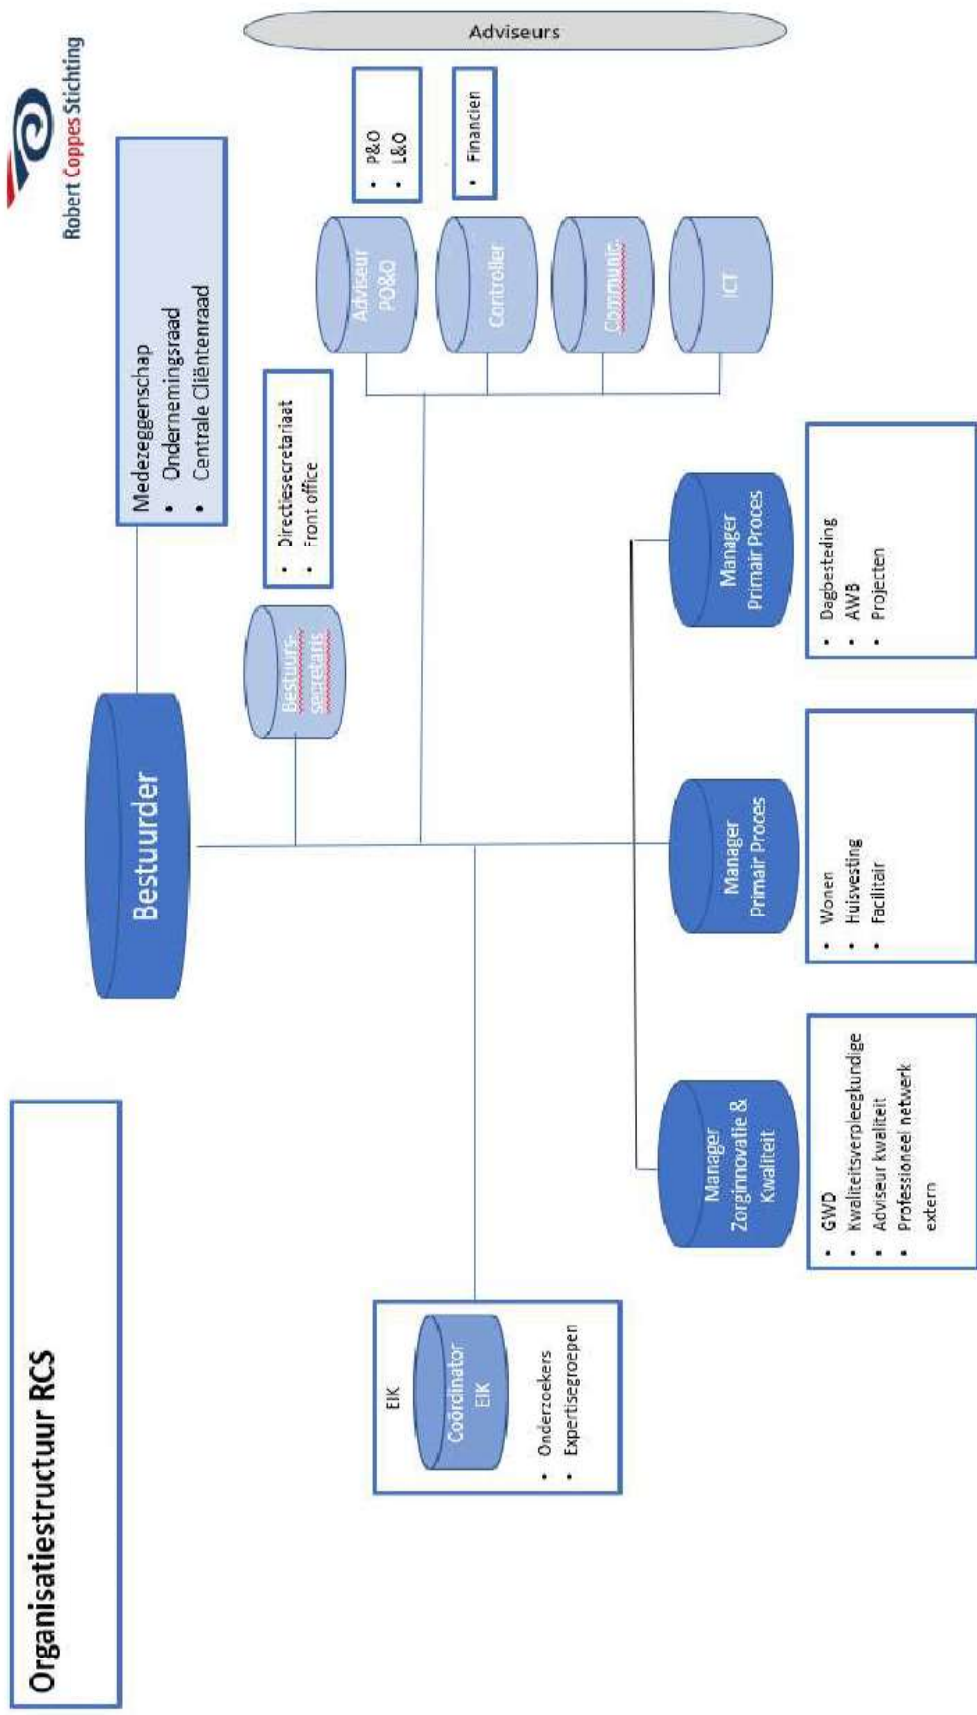 Organisatiestructuur RCS
Robert Coppes Stichting
Bestuurder
Medezeggenschap
• Ondernemingsraad
• Centrale Cliëntenraad
Bestuurs-
secretaris
• Directiesecretariaat
• Front office
Adviseurs
Adviseur
PO&O
• P&O
• L&O
Controller
• Financien
Communic.
ICT
EIK
Coördinator
EIK
• Onderzoekers
• Expertisegroepen
Manager
Zorginnovatie &
Kwaliteit
• GWD
• Kwaliteitsverpleegkundige
• Adviseur kwaliteit
• Professioneel netwerk
extern
Manager
Primair Proces
• Wonen
• Huisvesting
• Facilitair
Manager
Primair Proces
• Dagbesteding
• AWB
• Projecten